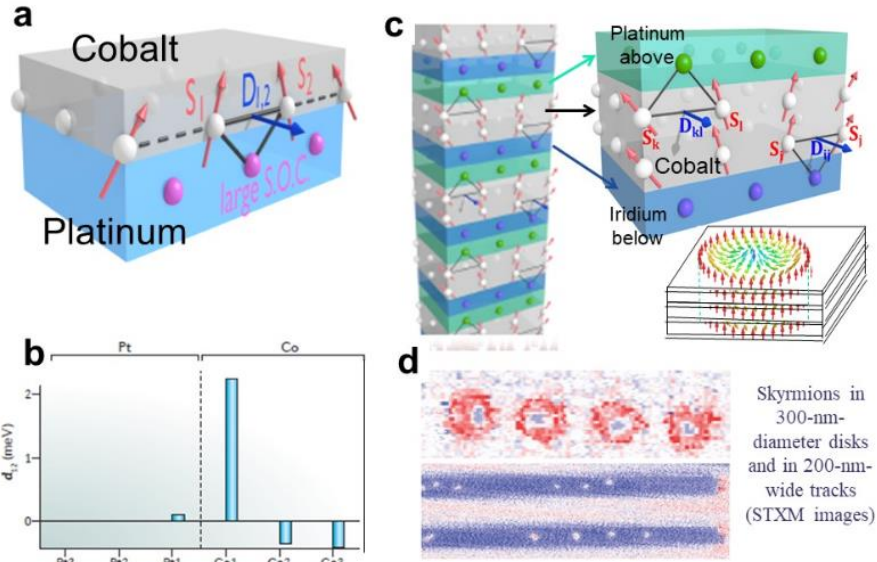 a
Cobalt
S1
D1,2
S2
large S.O.C.
Platinum
b
Pt
Co
d12 (meV)
2
1
0
Pt3
Pt2
Pt1
Co1
Co2
Co3
c
Platinum
above
Sk
Dkl
Sl
Cobalt
Si
Dij
Sj
Iridium
below
d
Skyrmions in
300-nm-
diameter disks
and in 200-nm-
wide tracks
(STXM images)